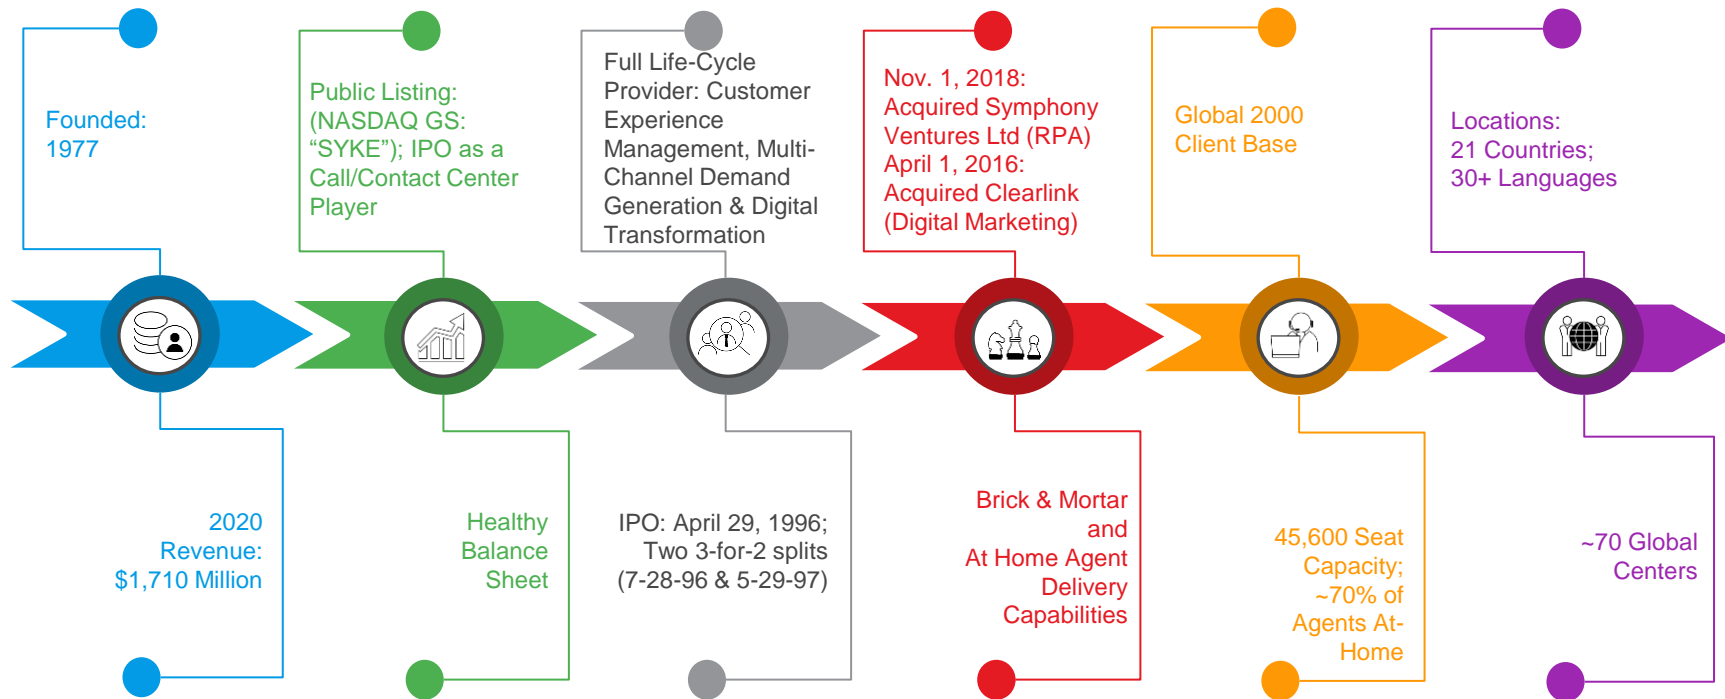 Founded:
1977
Public Listing:
(NASDAQ GS:
“SYKE”); IPO as a
Call/Contact Center
Player
Full Life-Cycle
Provider: Customer
Experience
Management, Multi-
Channel Demand
Generation & Digital
Transformation
Nov. 1, 2018:
Acquired Symphony
Ventures Ltd (RPA)
April 1, 2016:
Acquired Clearlink
(Digital Marketing)
Global 2000
Client Base
Locations:
21 Countries;
30+ Languages
2020
Revenue:
$1,710 Million
Healthy
Balance
Sheet
IPO: April 29, 1996;
Two 3-for-2 splits
(7-28-96 & 5-29-97)
Brick & Mortar
and
At Home Agent
Delivery
Capabilities
45,600 Seat
Capacity;
~70% of
Agents At-
Home
~70 Global
Centers